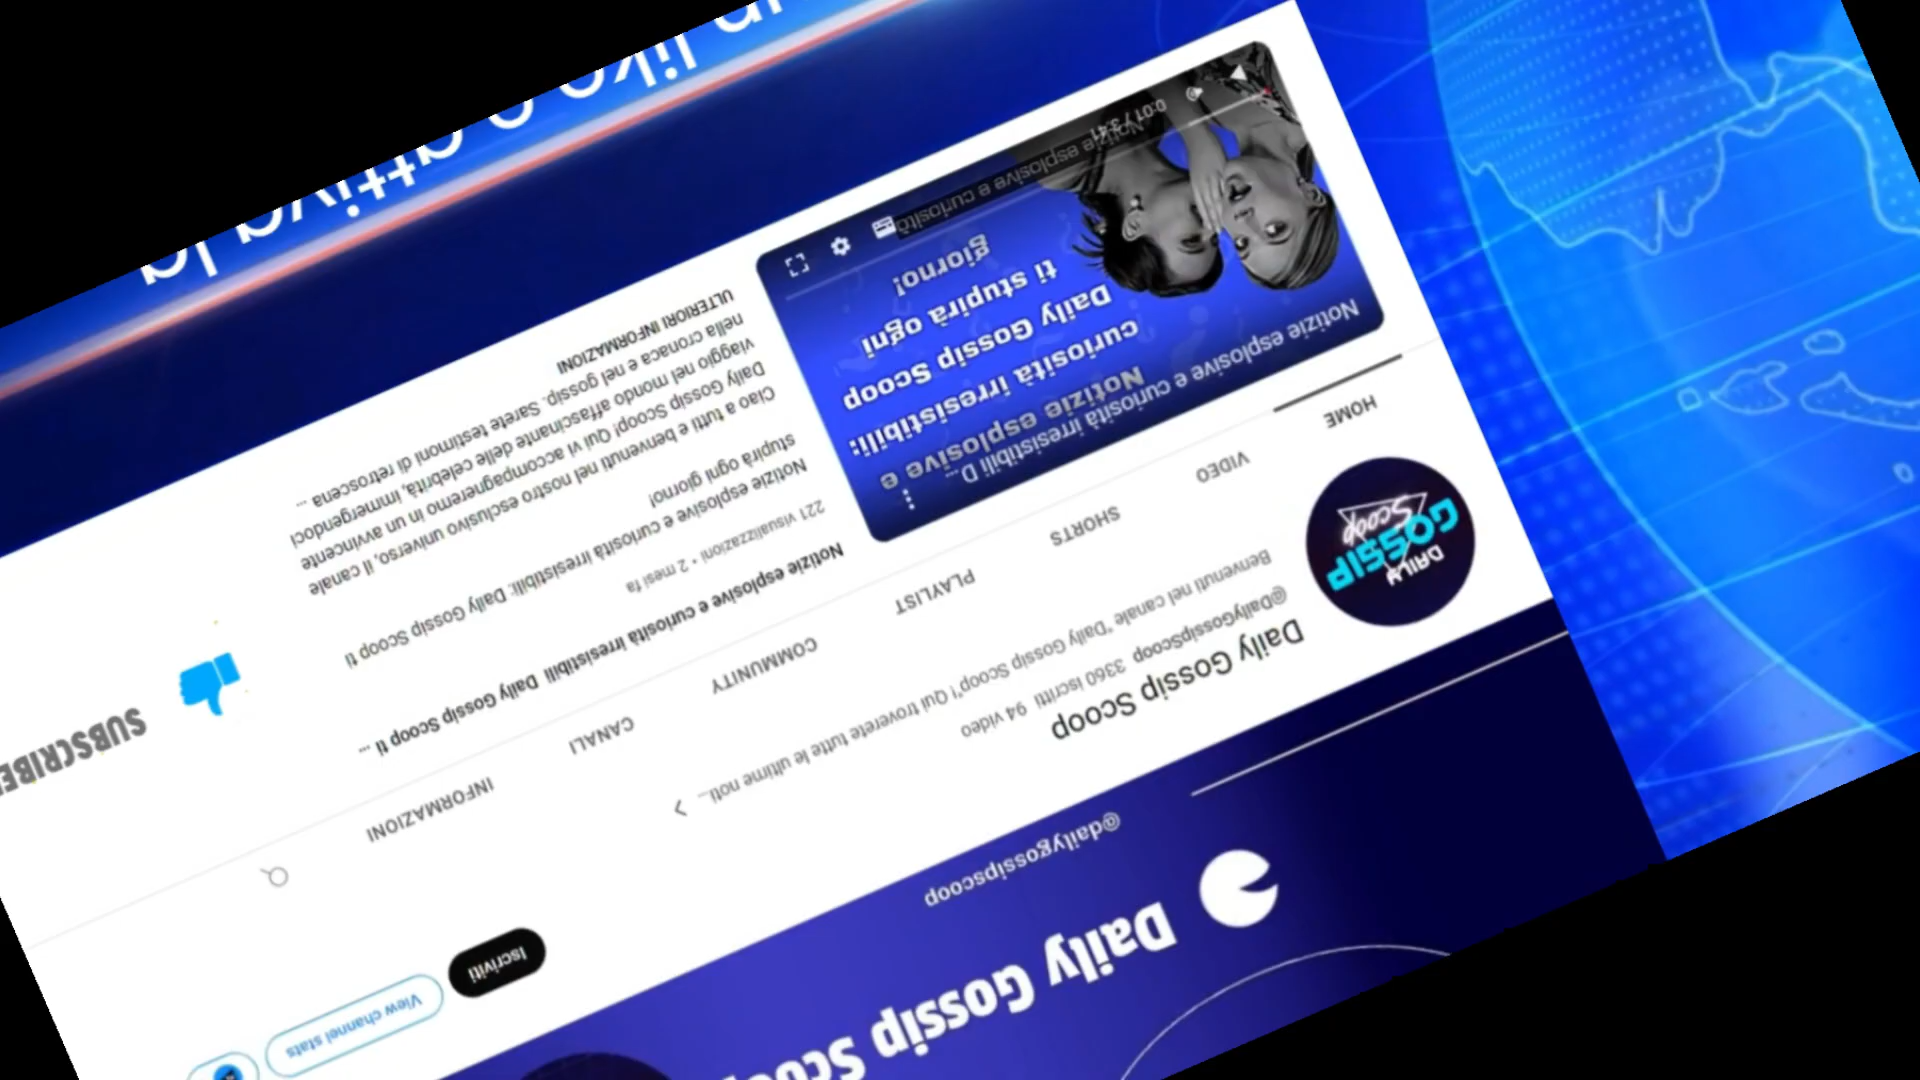 Daily Gossip Scoo
@dailygossipscoop
Iscriviti
View channel stats
DAILY
GOSSIP
Scoop
Daily Gossip Scoop
@DailyGossipScoop 3360 iscritti 94 video
Benvenuti nel canale "Daily Gossip Scoop"! Qui troverete tutte le ultime noti...
HOME
VIDEO
SHORTS
PLAYLIST
COMMUNITY
CANALI
INFORMAZIONI
Notizie esplosive e curiosità irresistibili D...
Notizie esplosive e
curiosità irresistibili:
Daily Gossip Scoop
ti stupirà ogni
giorno!
Notizie esplosive e curiosità
0:01 / 3:41
Notizie esplosive e curiosità irresistibili Daily Gossip Scoop ti ...
221 visualizzazioni • 2 mesi fa
Notizie esplosive e curiosità irresistibili: Daily Gossip Scoop ti
stupirà ogni giorno!
Ciao a tutti e benvenuti nel nostro esclusivo universo, il canale
Daily Gossip Scoop! Qui vi accompagneremo in un avvincente
viaggio nel mondo affascinante delle celebrità, immergendoci
nella cronaca e nel gossip. Sarete testimoni di retroscena ...
ULTERIORI INFORMAZIONI
SUBSCRIBE
un like e attiva la